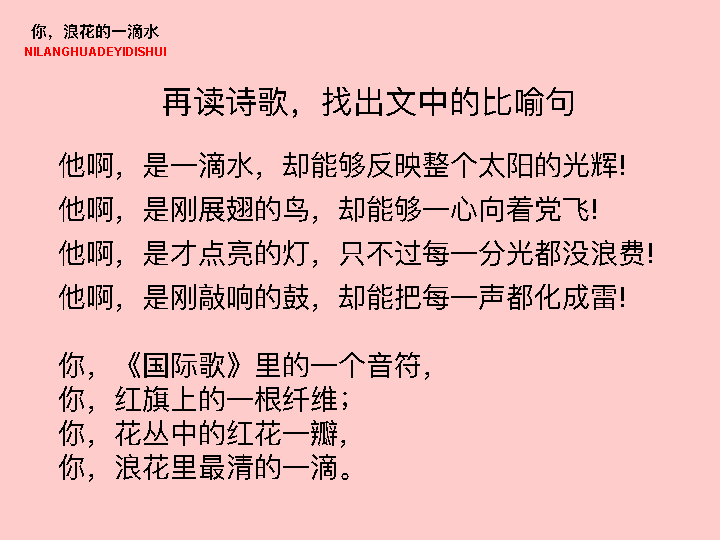 你，浪花的一滴水
NILANGHUADEYIDISHUI
再读诗歌，找出文中的比喻句
他啊，是一滴水，却能够反映整个太阳的光辉!
他啊，是刚展翅的鸟，却能够一心向着党飞!
他啊，是才点亮的灯，只不过每一分光都没浪费!
他啊，是刚敲响的鼓，却能把每一声都化成雷!
你，《国际歌》里的一个音符，
你，红旗上的一根纤维；
你，花丛中的红花一瓣，
你，浪花里最清的一滴。